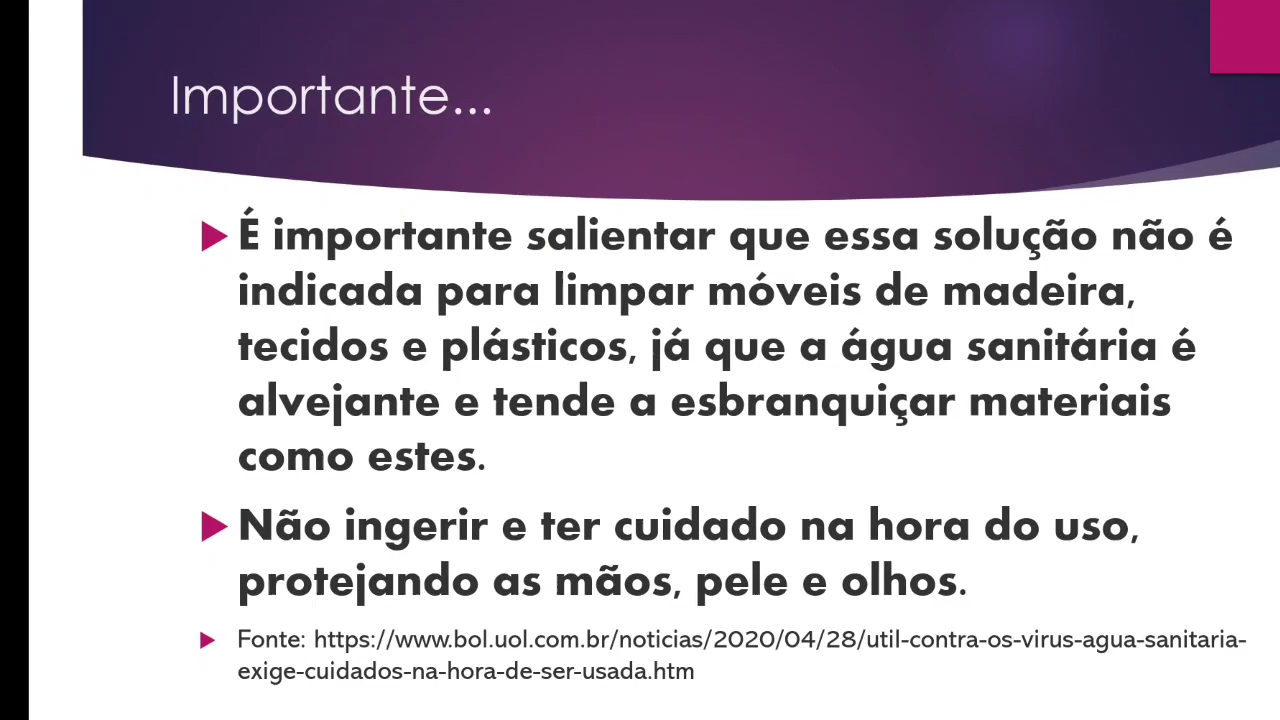 Importante...
É importante salientar que essa solução não é
indicada para limpar móveis de madeira,
tecidos e plásticos, já que a água sanitária é
alvejante e tende a esbranquiçar materiais
como estes.
Não ingerir e ter cuidado na hora do uso,
protejando as mãos, pele e olhos.
Fonte: https://www.bol.uol.com.br/noticias/2020/04/28/util-contra-os-virus-agua-sanitaria-
exige-cuidados-na-hora-de-ser-usada.htm